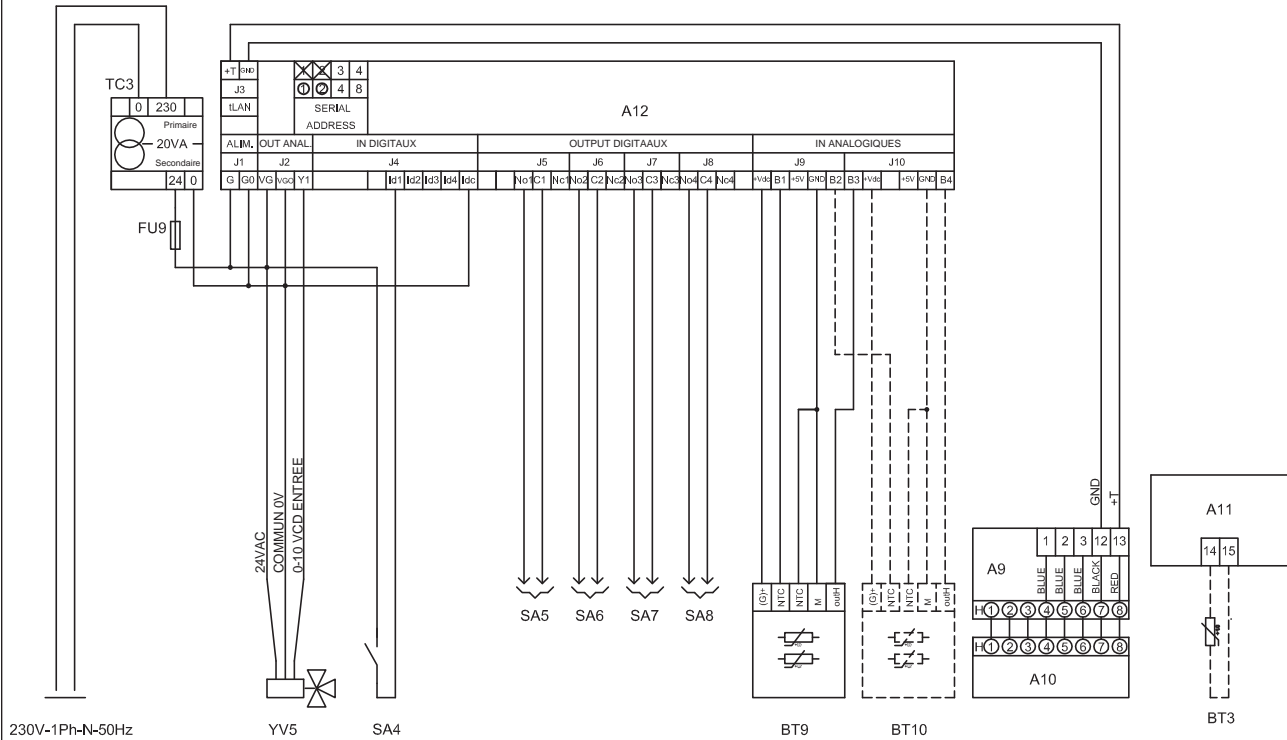 TC3
0 230
Primaire
20VA
Secondaire
24 0
FU9
+T GND
J3
tLAN
1 2 3 4
1 2 4 8
SERIAL
ADDRESS
A12
ALIM. OUT ANAL. IN DIGITAUX OUTPUT DIGITAAUX IN ANALOGIQUES
J1 J2 J4 J5 J6 J7 J8 J9 J10
G G0 VG VG0 Y1 Id1 Id2 Id3 Id4 Idc No1 C1 Nc1 No2 C2 Nc2 No3 C3 Nc3 No4 C4 Nc4 +Vdc B1 +5V GND B2 B3 +Vdc +5V GND B4
24VAC
COMMUN 0V
0-10 VCD ENTREE
SA5 SA6 SA7 SA8
(G)+ NTC NTC M outH
(G)+ NTC NTC M outH
GND
+T
A9
1 2 3 12 13
BLUE BLUE BLUE BLACK RED
H 1 2 3 4 5 6 7 8
H 1 2 3 4 5 6 7 8
A10
A11
14 15
230V-1Ph-N-50Hz YV5 SA4 BT9 BT10 BT3